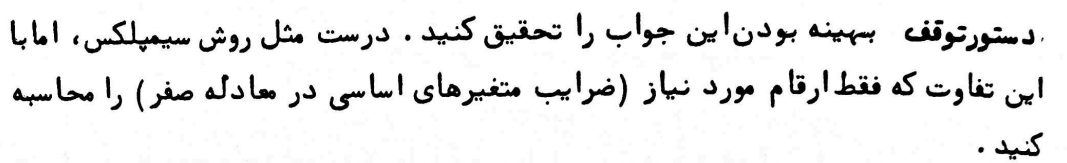 دستورتوقف بهینه بودن این جواب را تحقیق کنید . درست مثل روش سیمپلکس، اما با
این تفاوت که فقط ارقام مورد نیاز (ضرایب متغیرهای اساسی در معادله صفر) را محاسبه
کنید .